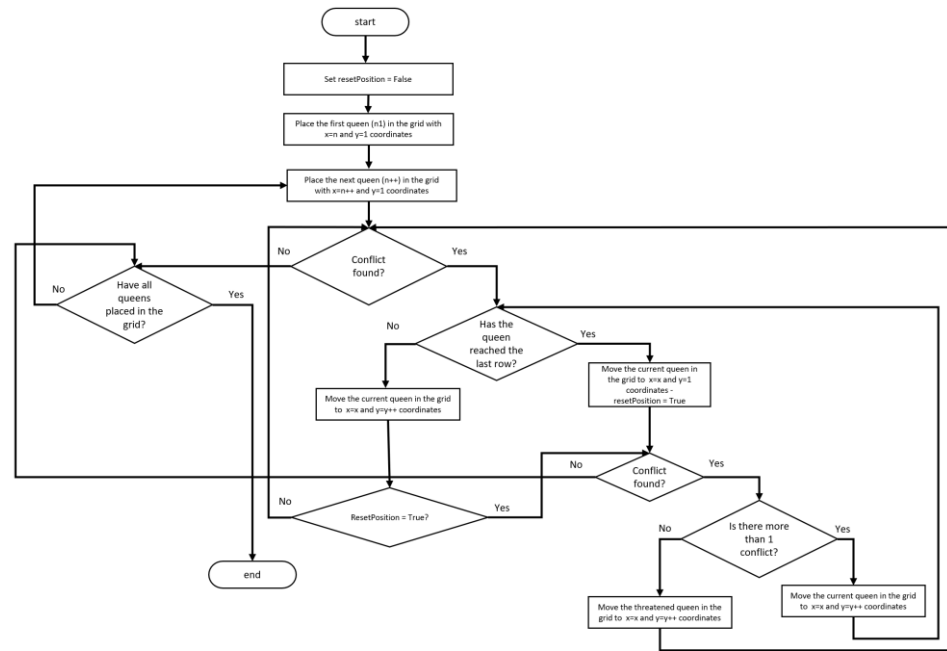 start
Set resetPosition = False
Place the first queen (n1) in the grid with
x=n and y=1 coordinates
Place the next queen (n++) in the grid
with x=n++ and y=1 coordinates
No
Yes
Conflict
found?
No
Have all
queens
placed in the
grid?
Yes
No
Has the
queen
reached the
last row?
Yes
Move the current queen in the grid
to x=x and y=y++ coordinates
Move the current queen in
the grid to x=x and y=1
coordinates -
resetPosition = True
No
Conflict
found?
Yes
No
ResetPosition = True?
Yes
No
Is there more
than 1
conflict?
Yes
end
Move the threatened queen in the
grid to x=x and y=y++ coordinates
Move the current queen in the grid
to x=x and y=y++ coordinates